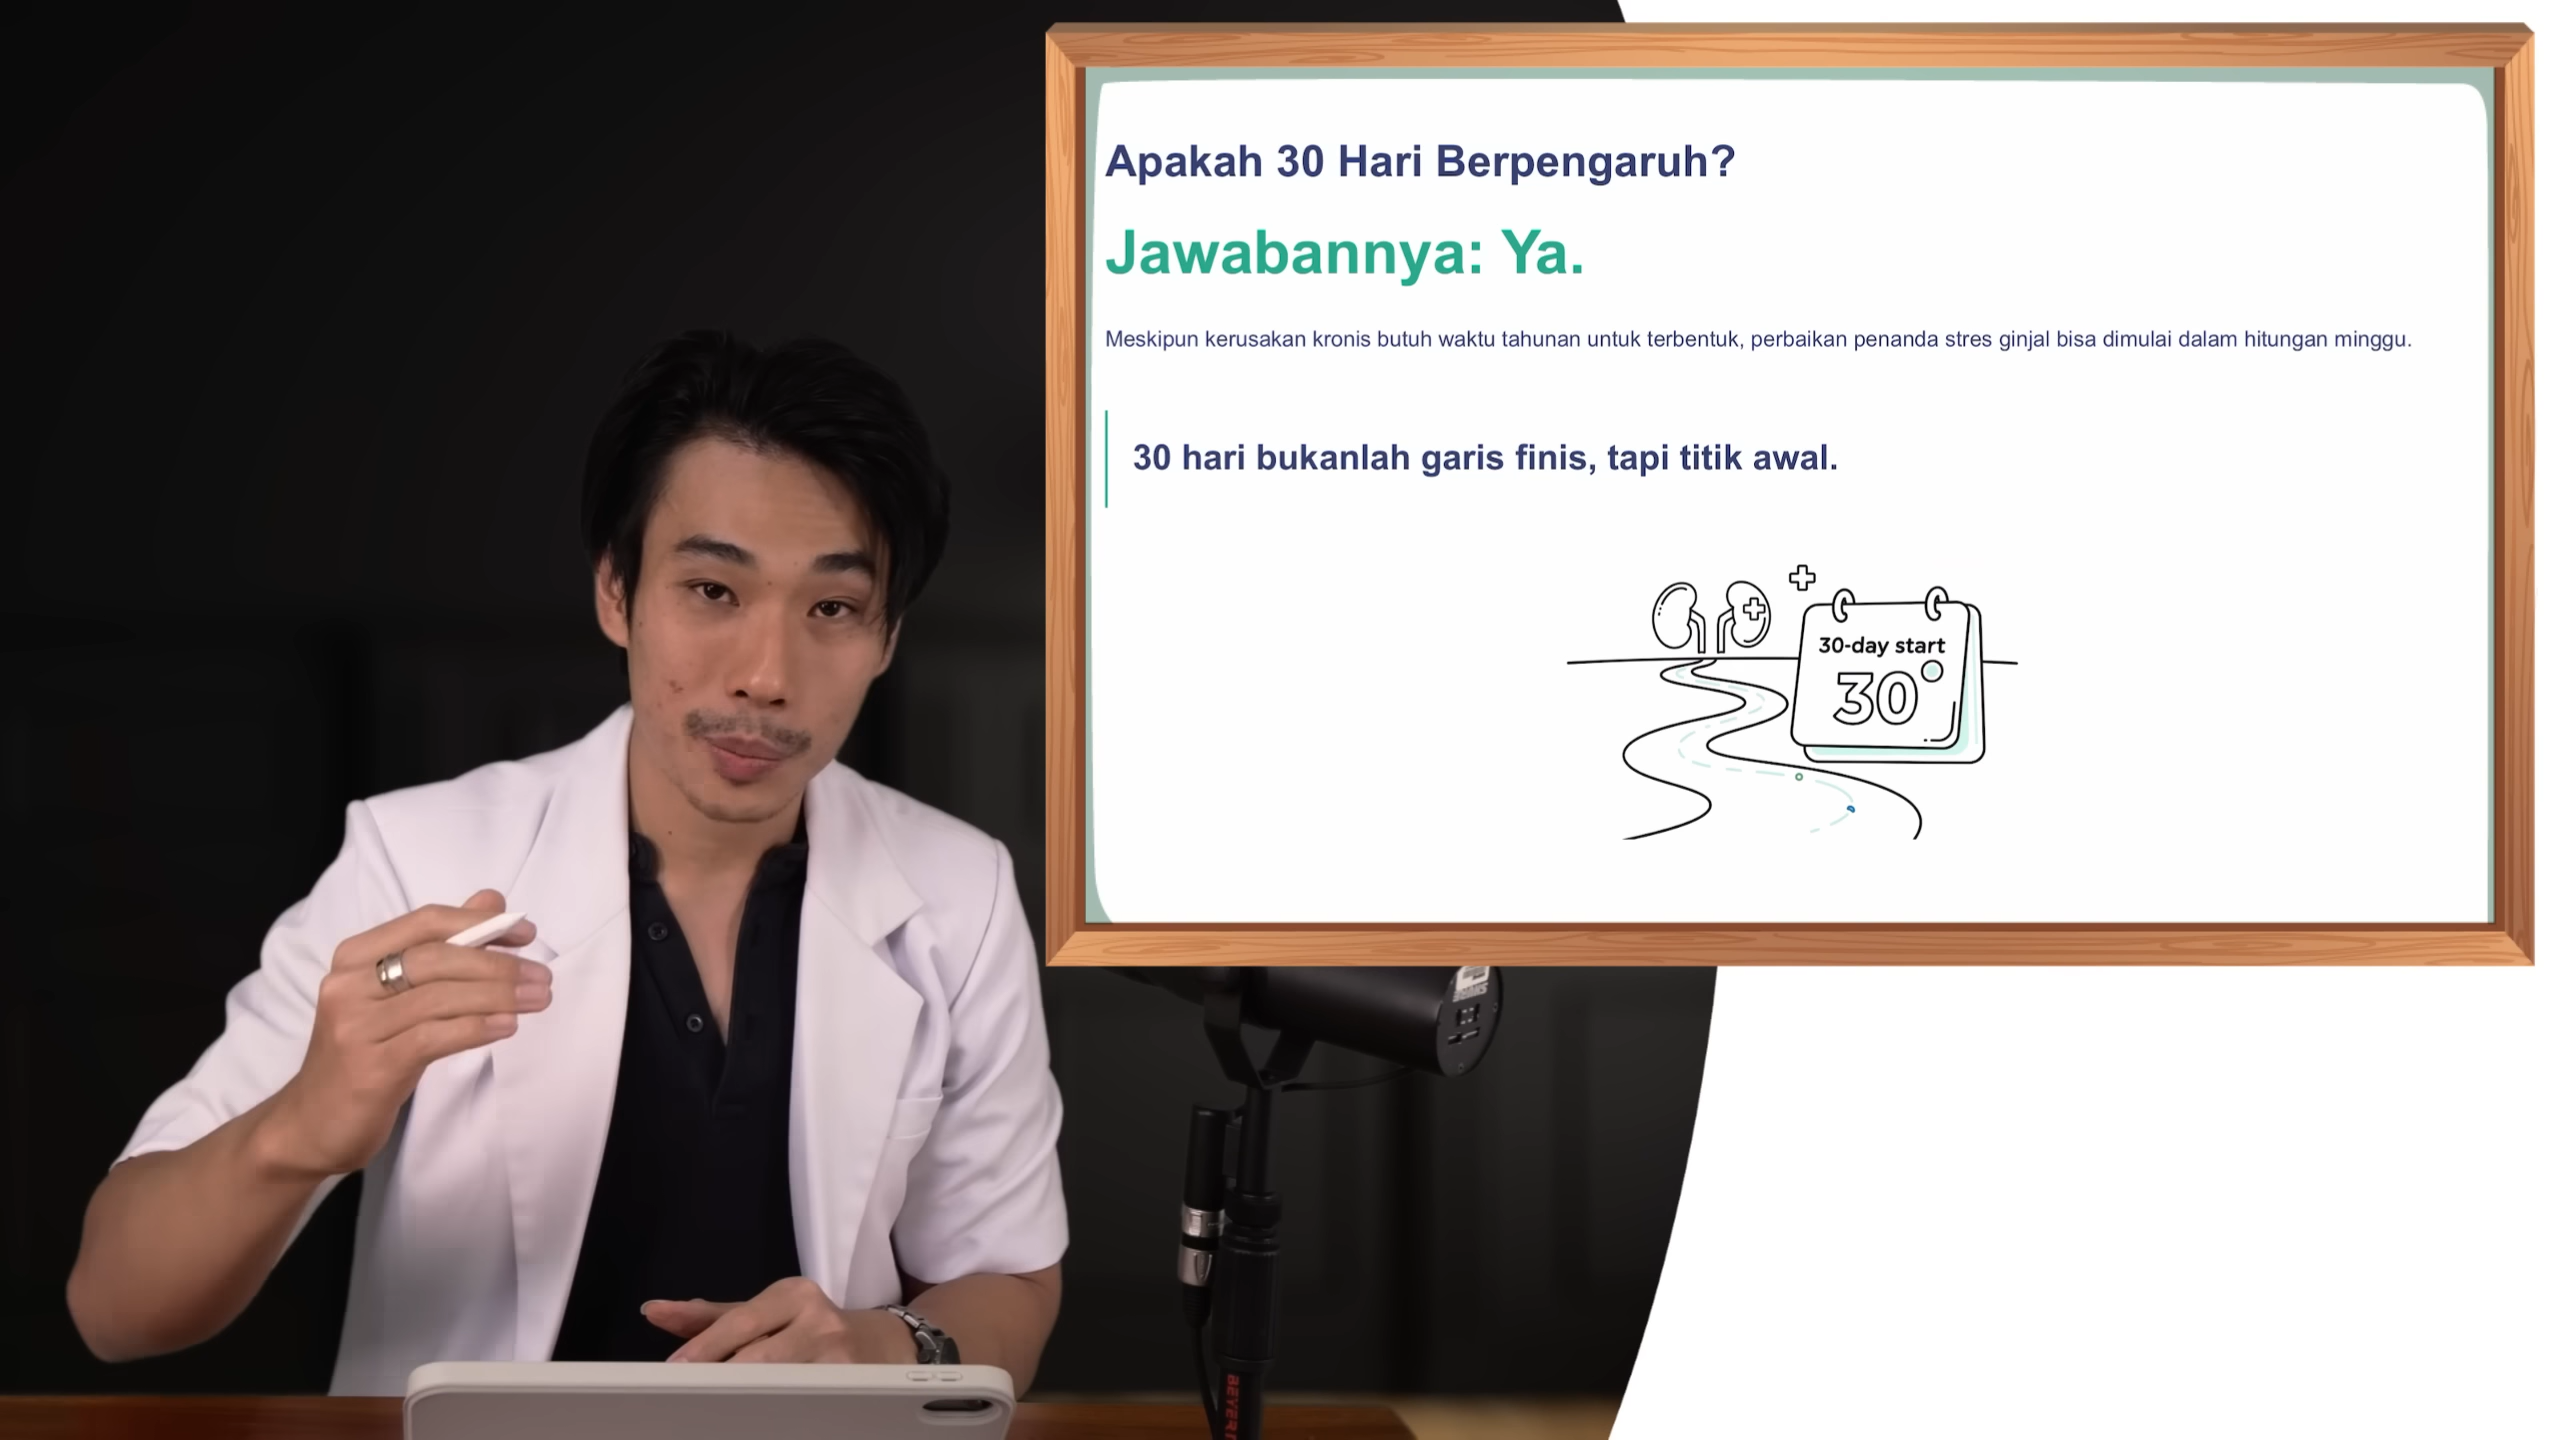 Apakah 30 Hari Berpengaruh?
Jawabannya: Ya.
Meskipun kerusakan kronis butuh waktu tahunan untuk terbentuk, perbaikan penanda stres ginjal bisa dimulai dalam hitungan minggu.
30 hari bukanlah garis finis, tapi titik awal.
30-day start
30